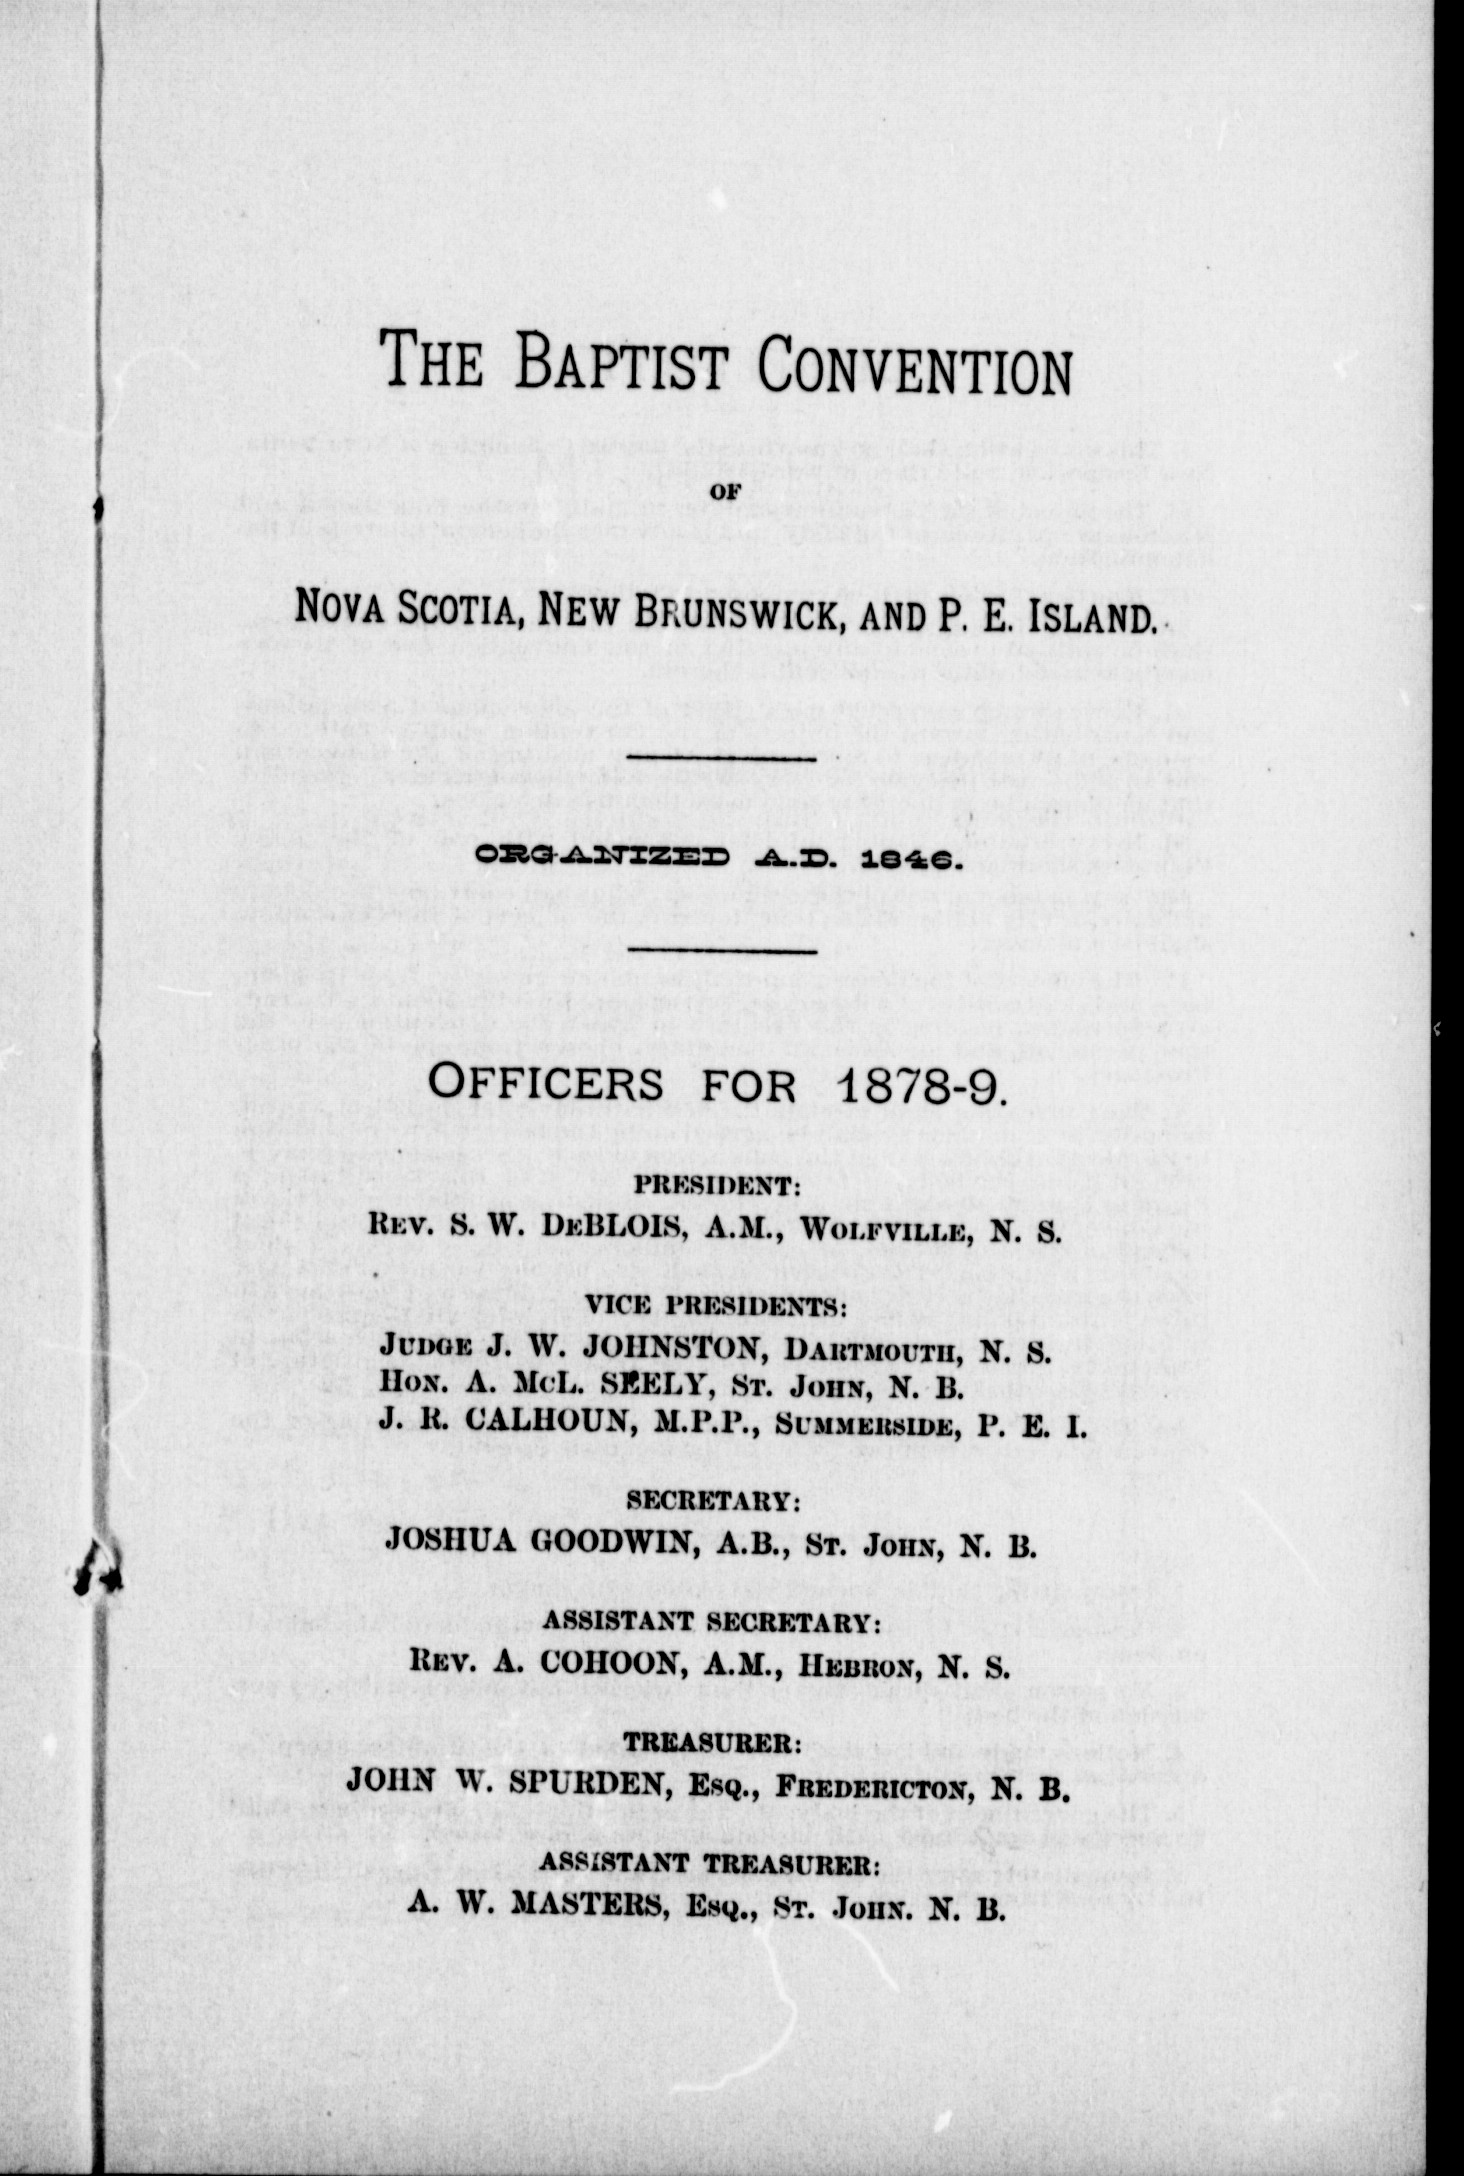 THE BAPTIST CONVENTION
OF
NOVA SCOTIA, NEW BRUNSWICK, AND P. E. ISLAND.
ORGANIZED A.D. 1846.
OFFICERS FOR 1878-9.
PRESIDENT:
REV. S. W. DEBLOIS, A.M., WOLFVILLE, N. S.
VICE PRESIDENTS:
JUDGE J. W. JOHNSTON, DARTMOUTH, N. S.
HON. A. McL. SEELY, ST. JOHN, N. B.
J. R. CALHOUN, M.P.P., SUMMERSIDE, P. E. I.
SECRETARY:
JOSHUA GOODWIN, A.B., ST. JOHN, N. B.
ASSISTANT SECRETARY:
REV. A. COHOON, A.M., HEBRON, N. S.
TREASURER:
JOHN W. SPURDEN, ESQ., FREDERICTON, N. B.
ASSISTANT TREASURER:
A. W. MASTERS, ESQ., ST. JOHN. N. B.